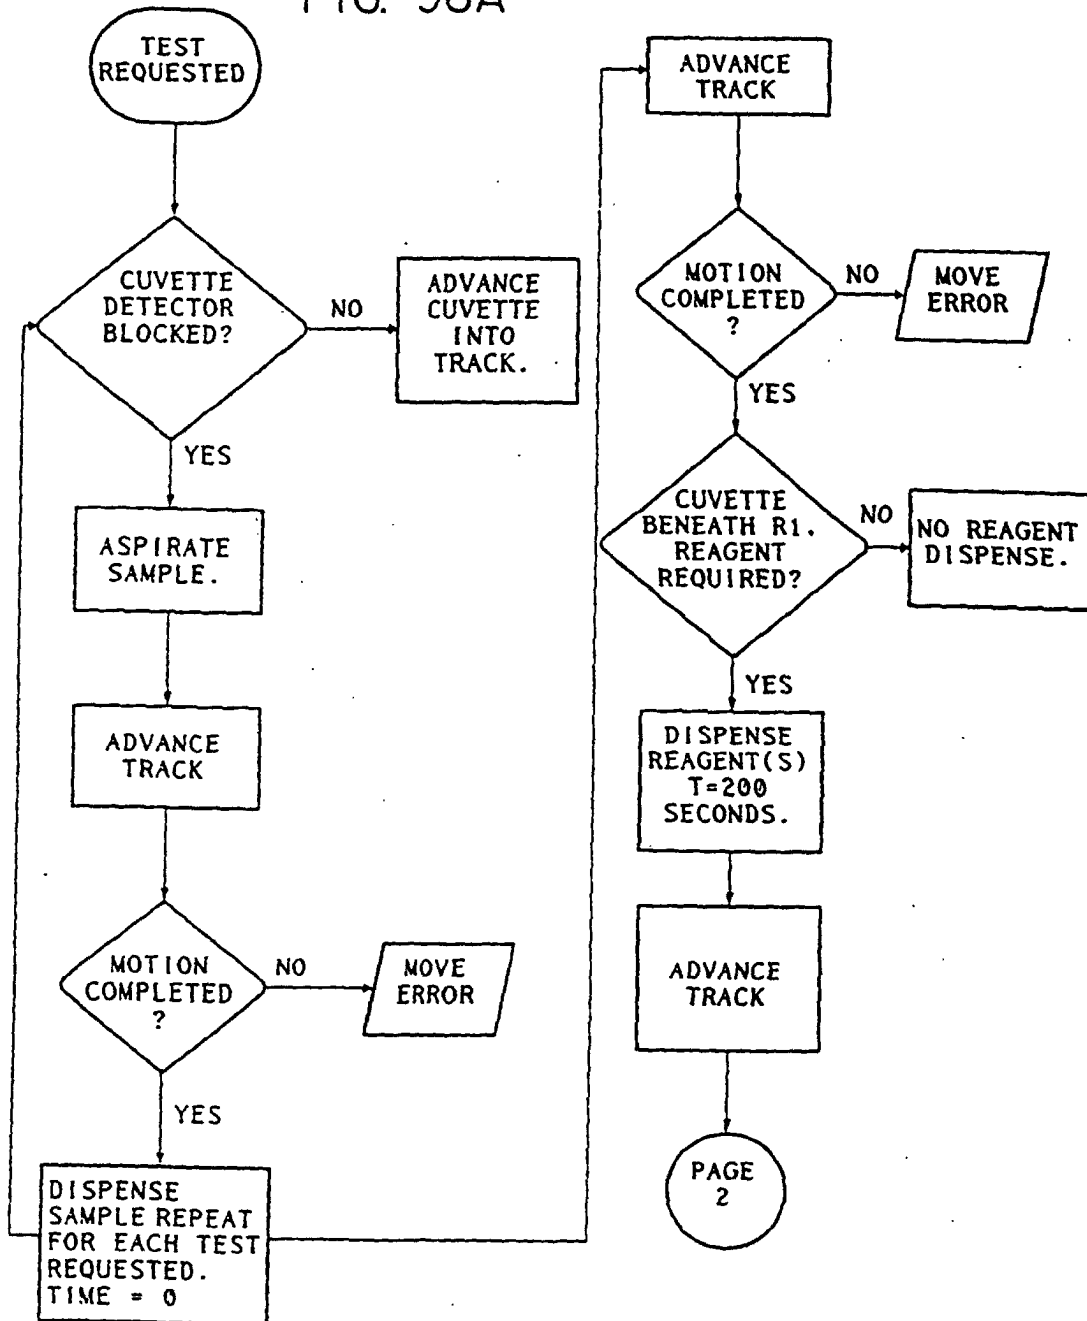 FIG. 98A
TEST
REQUESTED
CUVETTE
DETECTOR
BLOCKED?
NO
ADVANCE
CUVETTE
INTO
TRACK.
YES
ASPIRATE
SAMPLE.
ADVANCE
TRACK
MOTION
COMPLETED
?
NO
MOVE
ERROR
YES
DISPENSE
SAMPLE REPEAT
FOR EACH TEST
REQUESTED.
TIME = 0
ADVANCE
TRACK
MOTION
COMPLETED
?
NO
MOVE
ERROR
YES
CUVETTE
BENEATH R1.
REAGENT
REQUIRED?
NO
NO REAGENT
DISPENSE.
YES
DISPENSE
REAGENT(S)
T=200
SECONDS.
ADVANCE
TRACK
PAGE
2